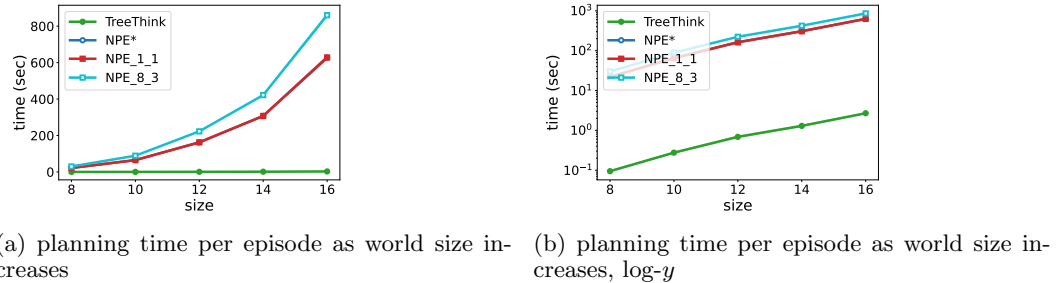 TreeThink
NPE*
NPE_1_1
NPE_8_3
800
600
400
200
0
time (sec)
8 10 12 14 16
size
TreeThink
NPE*
NPE_1_1
NPE_8_3
10³
10²
10¹
10⁰
10⁻¹
time (sec)
8 10 12 14 16
size
(a) planning time per episode as world size in-
creases
(b) planning time per episode as world size in-
creases, log-y